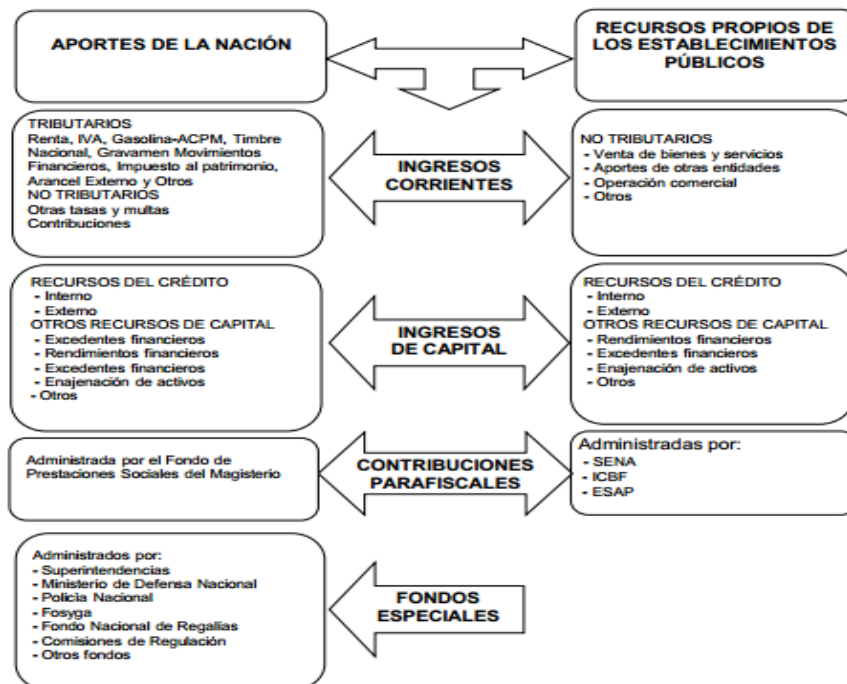 APORTES DE LA NACIÓN
RECURSOS PROPIOS DE
LOS ESTABLECIMIENTOS
PÚBLICOS
TRIBUTARIOS
Renta, IVA, Gasolina-ACPM, Timbre
Nacional, Gravamen Movimientos
Financieros, Impuesto al patrimonio,
Arancel Externo y Otros
NO TRIBUTARIOS
Otras tasas y multas
Contribuciones
INGRESOS
CORRIENTES
NO TRIBUTARIOS
- Venta de bienes y servicios
- Aportes de otras entidades
- Operación comercial
- Otros
RECURSOS DEL CRÉDITO
- Interno
- Externo
OTROS RECURSOS DE CAPITAL
- Excedentes financieros
- Rendimientos financieros
- Excedentes financieros
- Enajenación de activos
- Otros
INGRESOS
DE CAPITAL
RECURSOS DEL CRÉDITO
- Interno
- Externo
OTROS RECURSOS DE CAPITAL
- Rendimientos financieros
- Excedentes financieros
- Enajenación de activos
- Otros
Administrada por el Fondo de
Prestaciones Sociales del Magisterio
CONTRIBUCIONES
PARAFISCALES
Administradas por:
- SENA
- ICBF
- ESAP
Administrados por:
- Superintendencias
- Ministerio de Defensa Nacional
- Policía Nacional
- Fosyga
- Fondo Nacional de Regalías
- Comisiones de Regulación
- Otros fondos
FONDOS
ESPECIALES